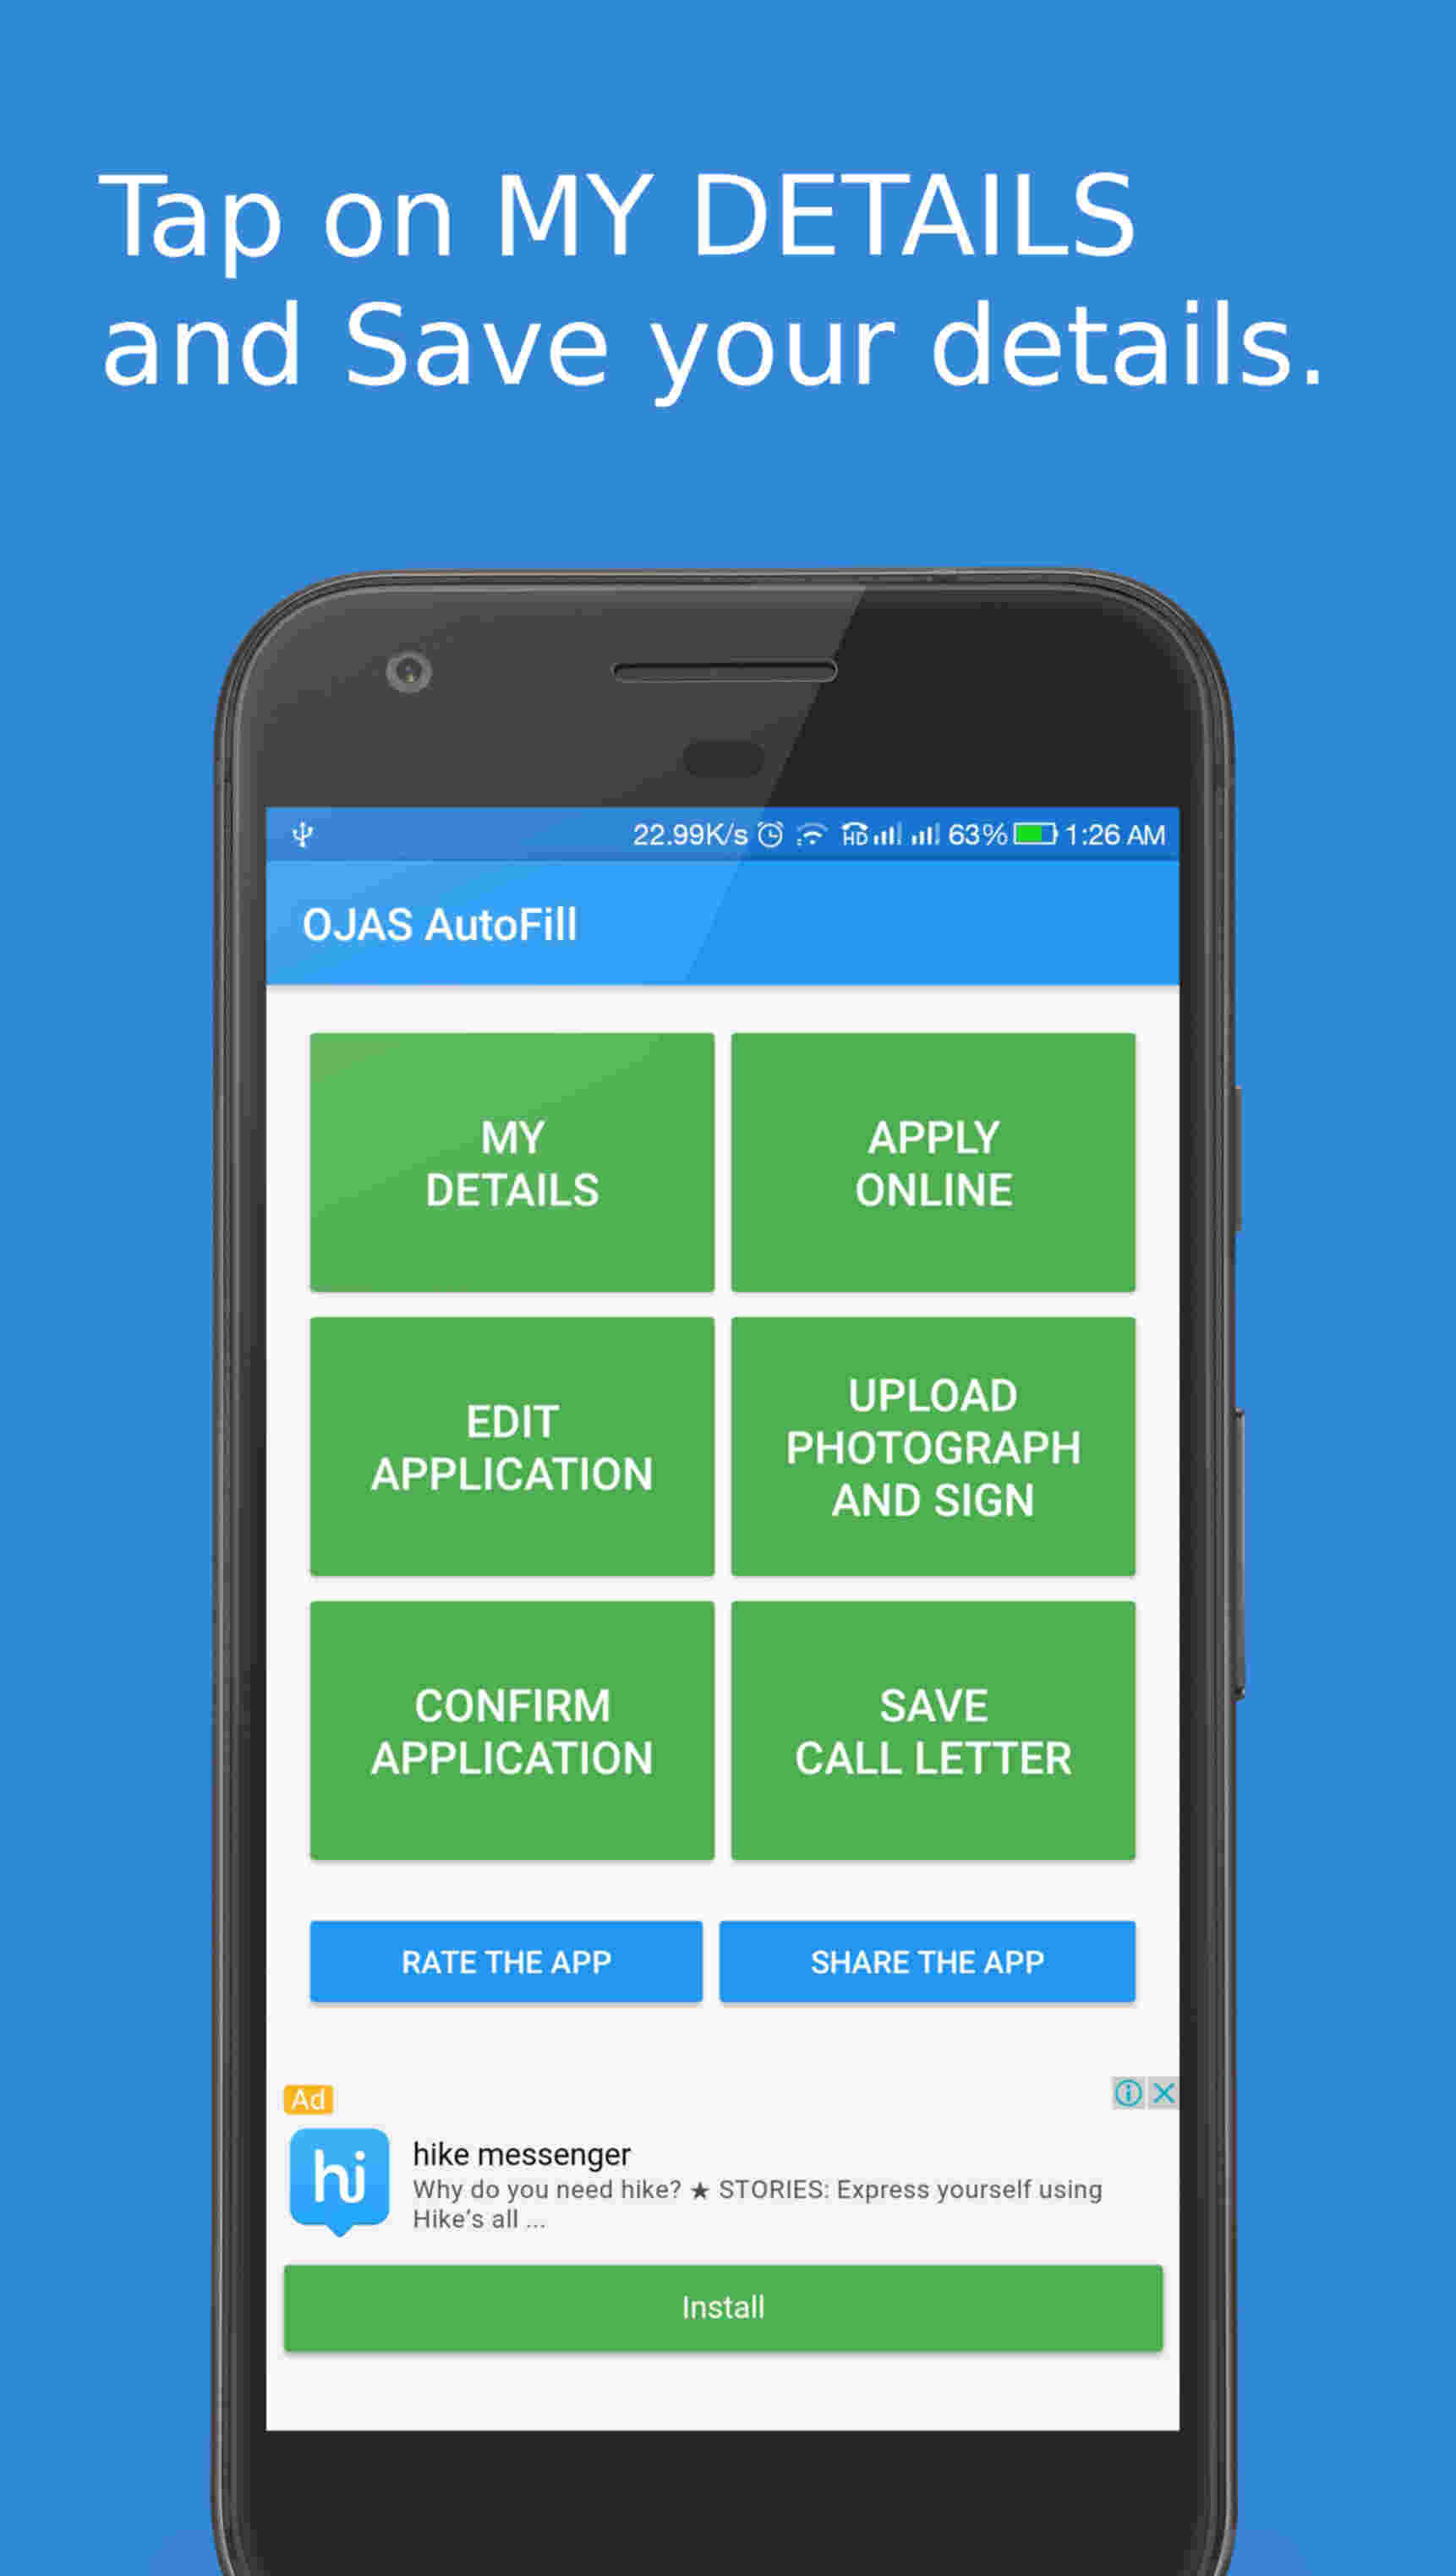 Tap on MY DETAILS
and Save your details.
22.99K/s HD 63% 1:26 AM
OJAS AutoFill
MY
DETAILS
APPLY
ONLINE
EDIT
APPLICATION
UPLOAD
PHOTOGRAPH
AND SIGN
CONFIRM
APPLICATION
SAVE
CALL LETTER
RATE THE APP
SHARE THE APP
Ad
hi
hike messenger
Why do you need hike? ★ STORIES: Express yourself using
Hike's all ...
Install